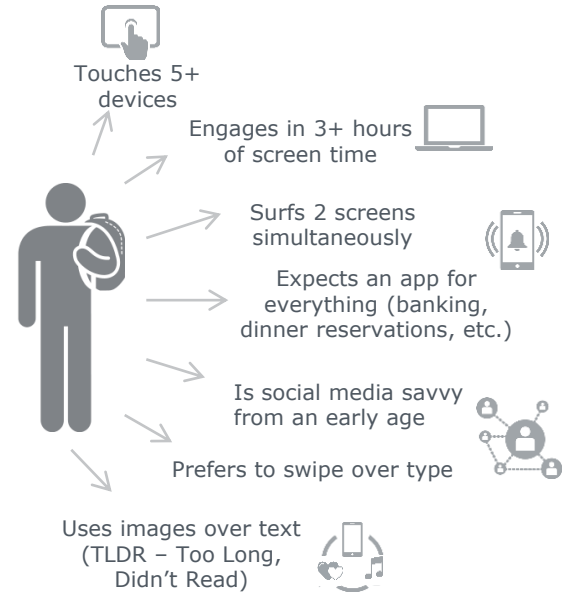 Touches 5+
devices
Engages in 3+ hours
of screen time
Surfs 2 screens
simultaneously
Expects an app for
everything (banking,
dinner reservations, etc.)
Is social media savvy
from an early age
Prefers to swipe over type
Uses images over text
(TLDR – Too Long,
Didn’t Read)